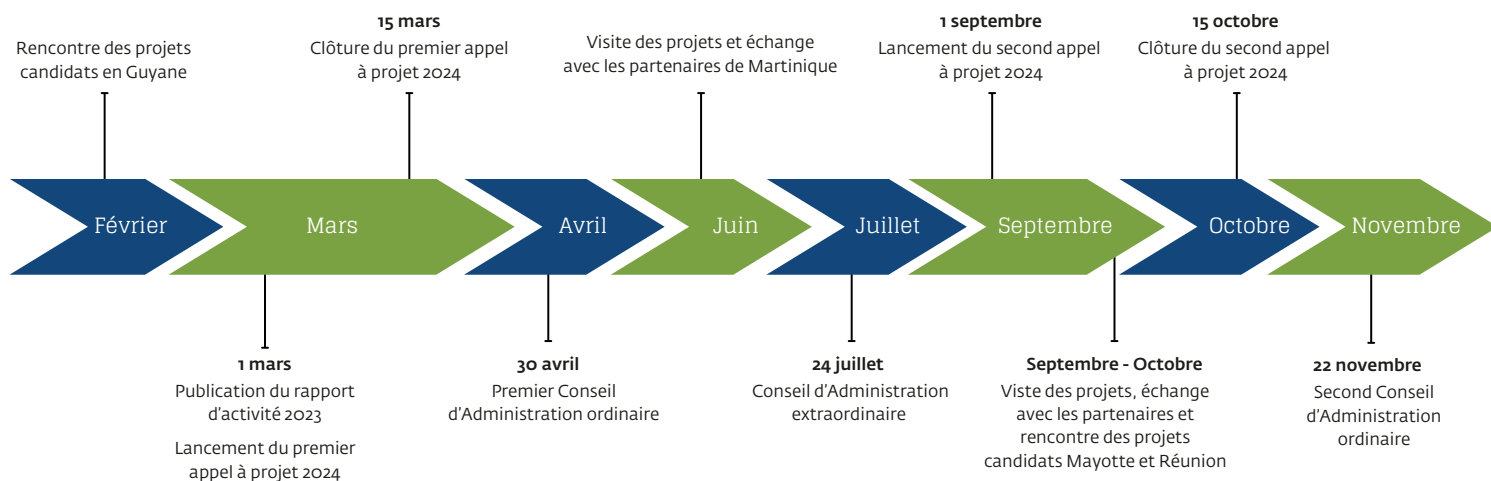 Rencontre des projets
candidats en Guyane
15 mars
Clôture du premier appel
à projet 2024
Visite des projets et échange
avec les partenaires de Martinique
1 septembre
Lancement du second appel
à projet 2024
15 octobre
Clôture du second appel
à projet 2024
Février
Mars
Avril
Juin
Juillet
Septembre
Octobre
Novembre
1 mars
Publication du rapport
d'activité 2023
Lancement du premier
appel à projet 2024
30 avril
Premier Conseil
d'Administration ordinaire
24 juillet
Conseil d'Administration
extraordinaire
Septembre - Octobre
Viste des projets, échange
avec les partenaires et
rencontre des projets
candidats Mayotte et Réunion
22 novembre
Second Conseil
d'Administration
ordinaire